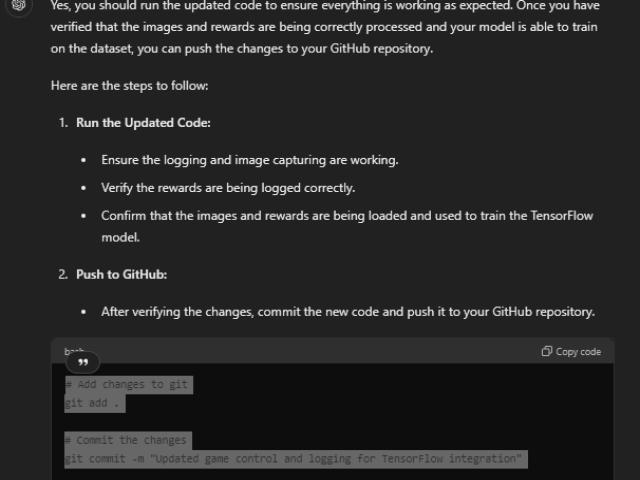 Yes, you should run the updated code to ensure everything is working as expected. Once you have
verified that the images and rewards are being correctly processed and your model is able to train
on the dataset, you can push the changes to your GitHub repository.
Here are the steps to follow:
1. Run the Updated Code:
• Ensure the logging and image capturing are working.
• Verify the rewards are being logged correctly.
• Confirm that the images and rewards are being loaded and used to train the TensorFlow
model.
2. Push to GitHub:
• After verifying the changes, commit the new code and push it to your GitHub repository.
Copy code
# Add changes to git
git add .
# Commit the changes
git commit -m "Updated game control and logging for TensorFlow integration"